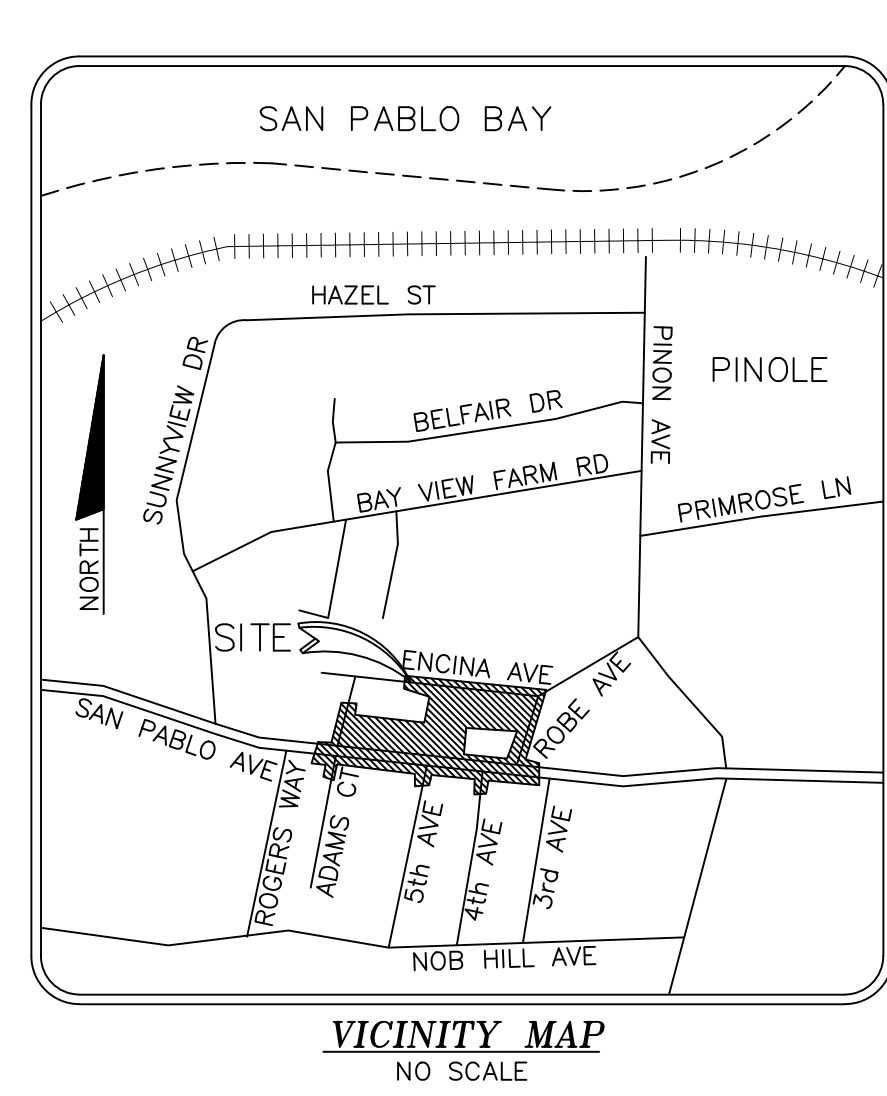 SAN PABLO BAY
HAZEL ST
SUNNYVIEW DR
PINON AVE
PINOLE
BELFAIR DR
BAY VIEW FARM RD
PRIMROSE LN
NORTH
SITE
ENCINA AVE
ROBE AVE
SAN PABLO AVE
ROGERS WAY
ADAMS CT
5th AVE
4th AVE
3rd AVE
NOB HILL AVE
VICINITY MAP
NO SCALE